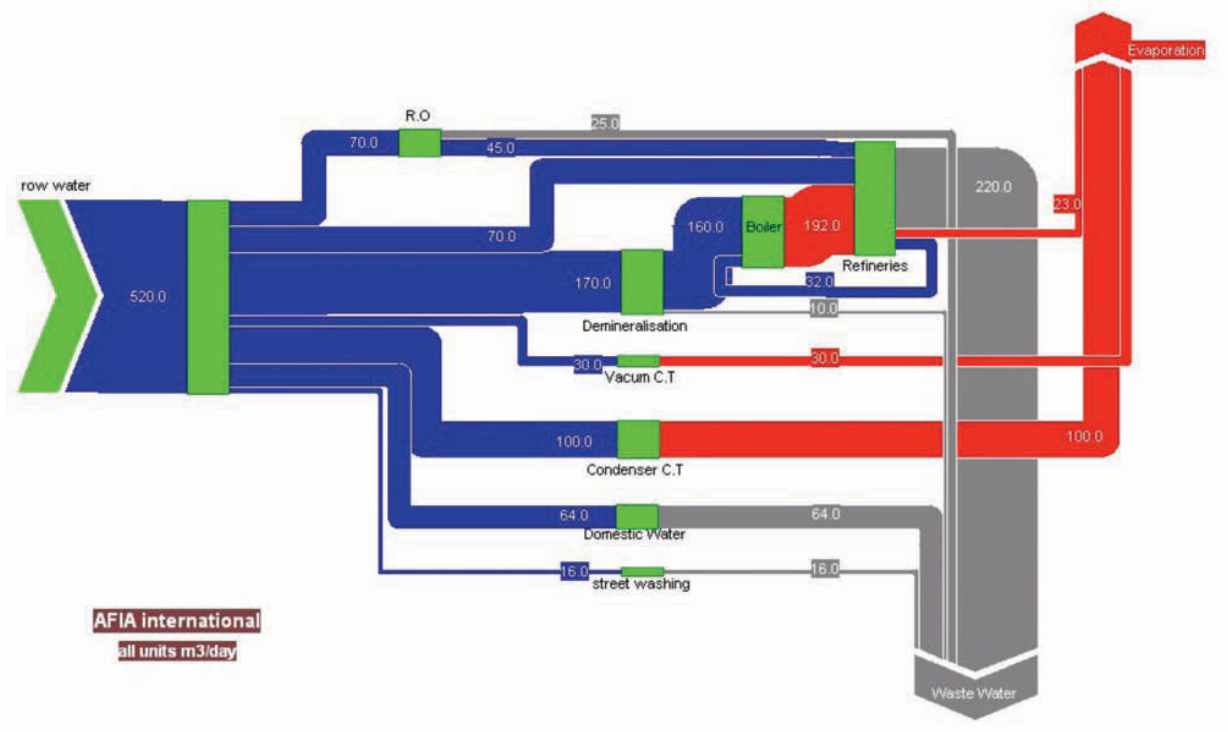 Evaporation
R.O
25.0
70.0
45.0
row water
220.0
23.0
70.0
160.0
Boiler
192.0
Refineries
520.0
170.0
32.0
10.0
Demineralisation
30.0
30.0
Vacum C.T
100.0
100.0
Condenser C.T
64.0
64.0
Domestic Water
16.0
16.0
street washing
AFIA international
all units m3/day
Waste Water